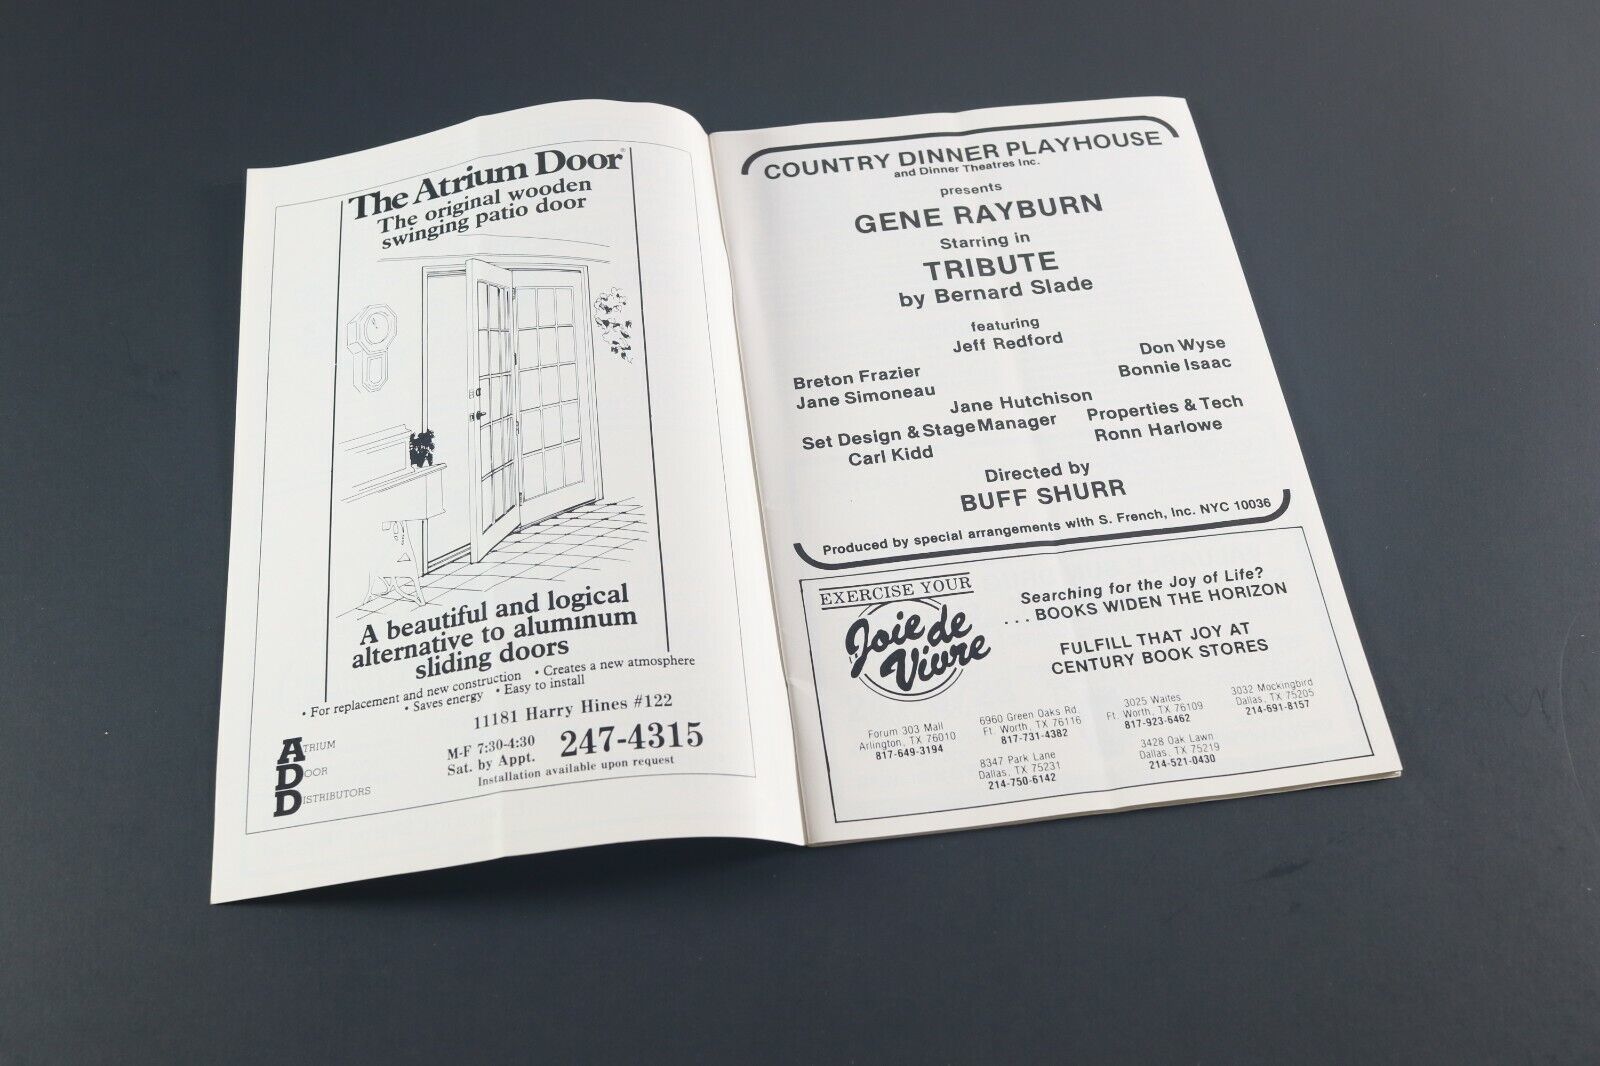 The Atrium Door®
The original wooden
swinging patio door
A beautiful and logical
alternative to aluminum
sliding doors
• For replacement and new construction • Creates a new atmosphere
• Saves energy • Easy to install
11181 Harry Hines #122
M-F 7:30-4:30
Sat. by Appt.
247-4315
Installation available upon request
ATRIUM
DOOR
DISTRIBUTORS
COUNTRY DINNER PLAYHOUSE
and Dinner Theatres Inc.
presents
GENE RAYBURN
Starring in
TRIBUTE
by Bernard Slade
featuring
Jeff Redford
Breton Frazier
Jane Simoneau
Don Wyse
Bonnie Isaac
Jane Hutchison
Set Design & Stage Manager
Carl Kidd
Properties & Tech
Ronn Harlowe
Directed by
BUFF SHURR
Produced by special arrangements with S. French, Inc. NYC 10036
EXERCISE YOUR
Joie de
Vivre
Searching for the Joy of Life?
. . . BOOKS WIDEN THE HORIZON
FULFILL THAT JOY AT
CENTURY BOOK STORES
Forum 303 Mall
Arlington, TX 76010
817-649-3194
6960 Green Oaks Rd.
Ft. Worth, TX 76116
817-731-4382
8347 Park Lane
Dallas, TX 75231
214-750-6142
3025 Waites
Ft. Worth, TX 76109
817-923-6462
3428 Oak Lawn
Dallas, TX 75219
214-521-0430
3032 Mockingbird
Dallas, TX 75205
214-691-8157